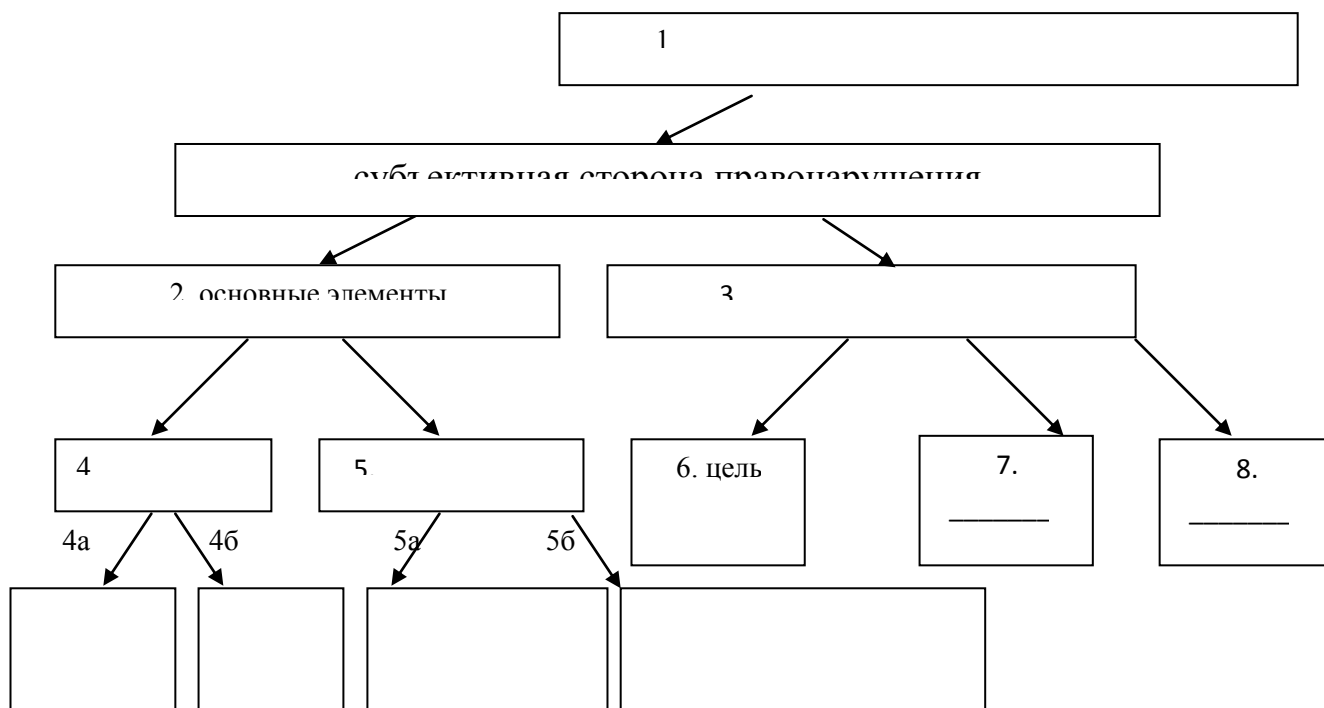 1
субъективная сторона правонарушения
2. основные элементы
3
4
5.
6. цель
7.
8.
4а
4б
5а
5б